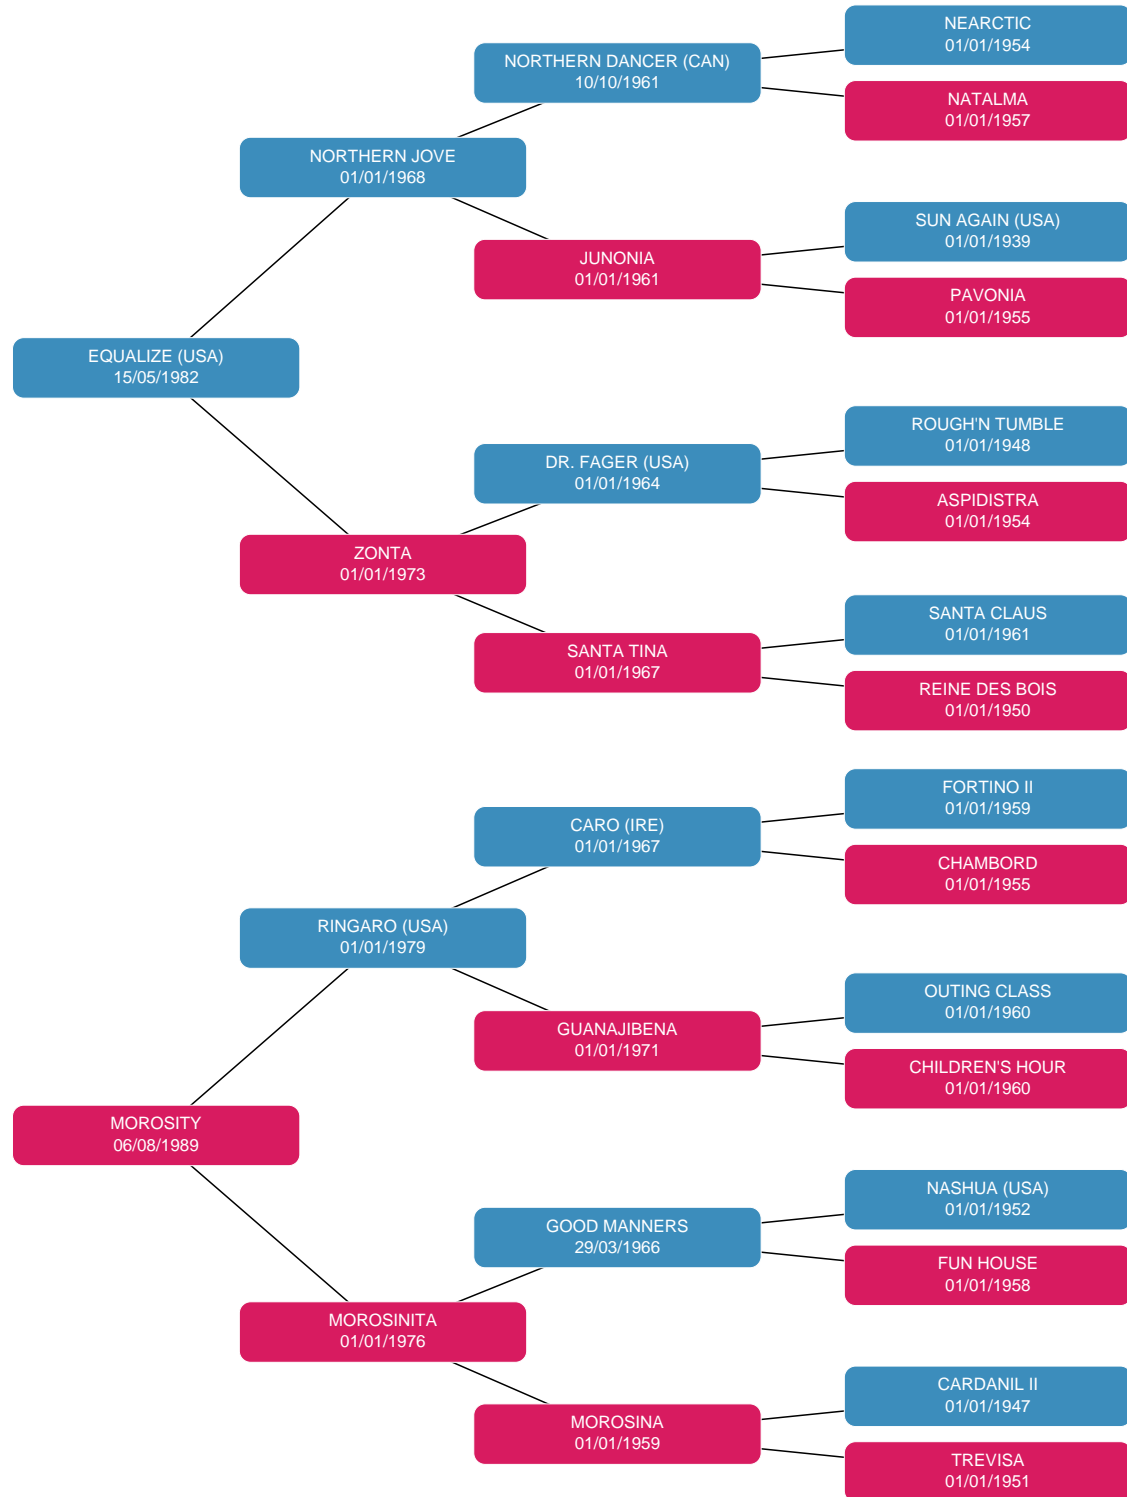 NEARCTIC
01/01/1954
NORTHERN DANCER (CAN)
10/10/1961
NATALMA
01/01/1957
NORTHERN JOVE
01/01/1968
SUN AGAIN (USA)
01/01/1939
JUNONIA
01/01/1961
PAVONIA
01/01/1955
EQUALIZE (USA)
15/05/1982
ROUGH'N TUMBLE
01/01/1948
DR. FAGER (USA)
01/01/1964
ASPIDISTRA
01/01/1954
ZONTA
01/01/1973
SANTA CLAUS
01/01/1961
SANTA TINA
01/01/1967
REINE DES BOIS
01/01/1950
FORTINO II
01/01/1959
CARO (IRE)
01/01/1967
CHAMBORD
01/01/1955
RINGARO (USA)
01/01/1979
OUTING CLASS
01/01/1960
GUANAJIBENA
01/01/1971
CHILDREN'S HOUR
01/01/1960
MOROSITY
06/08/1989
NASHUA (USA)
01/01/1952
GOOD MANNERS
29/03/1966
FUN HOUSE
01/01/1958
MOROSINITA
01/01/1976
CARDANIL II
01/01/1947
MOROSINA
01/01/1959
TREVISA
01/01/1951